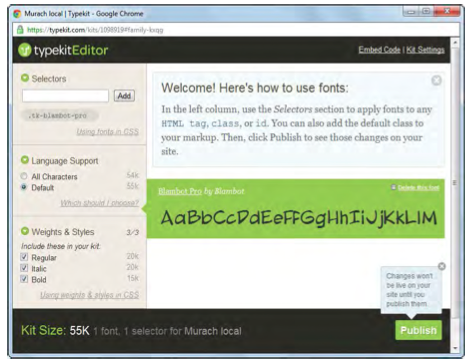 Murach local | Typekit - Google Chrome
https://typekit.com/kits/1098919#family-kxqg
typekitEditor
Embed Code | Kit Settings
Selectors
Add
.tk-blambot-pro
Using fonts in CSS
Language Support
All Characters 54k
Default 55k
Which should I choose?
Weights & Styles 3/3
Include these in your kit.
Regular 20k
Italic 20k
Bold 15k
Using weights & styles in CSS
Welcome! Here's how to use fonts:
In the left column, use the Selectors section to apply fonts to any
HTML tag, class, or id. You can also add the default class to
your markup. Then, click Publish to see those changes on your
site.
Blambot Pro by Blambot
Delete this font
AaBbCcDdEeFfGgHhIiJjKkLlM
Changes won't
be live on your
site until you
publish them.
Kit Size: 55K 1 font, 1 selector for Murach local
Publish